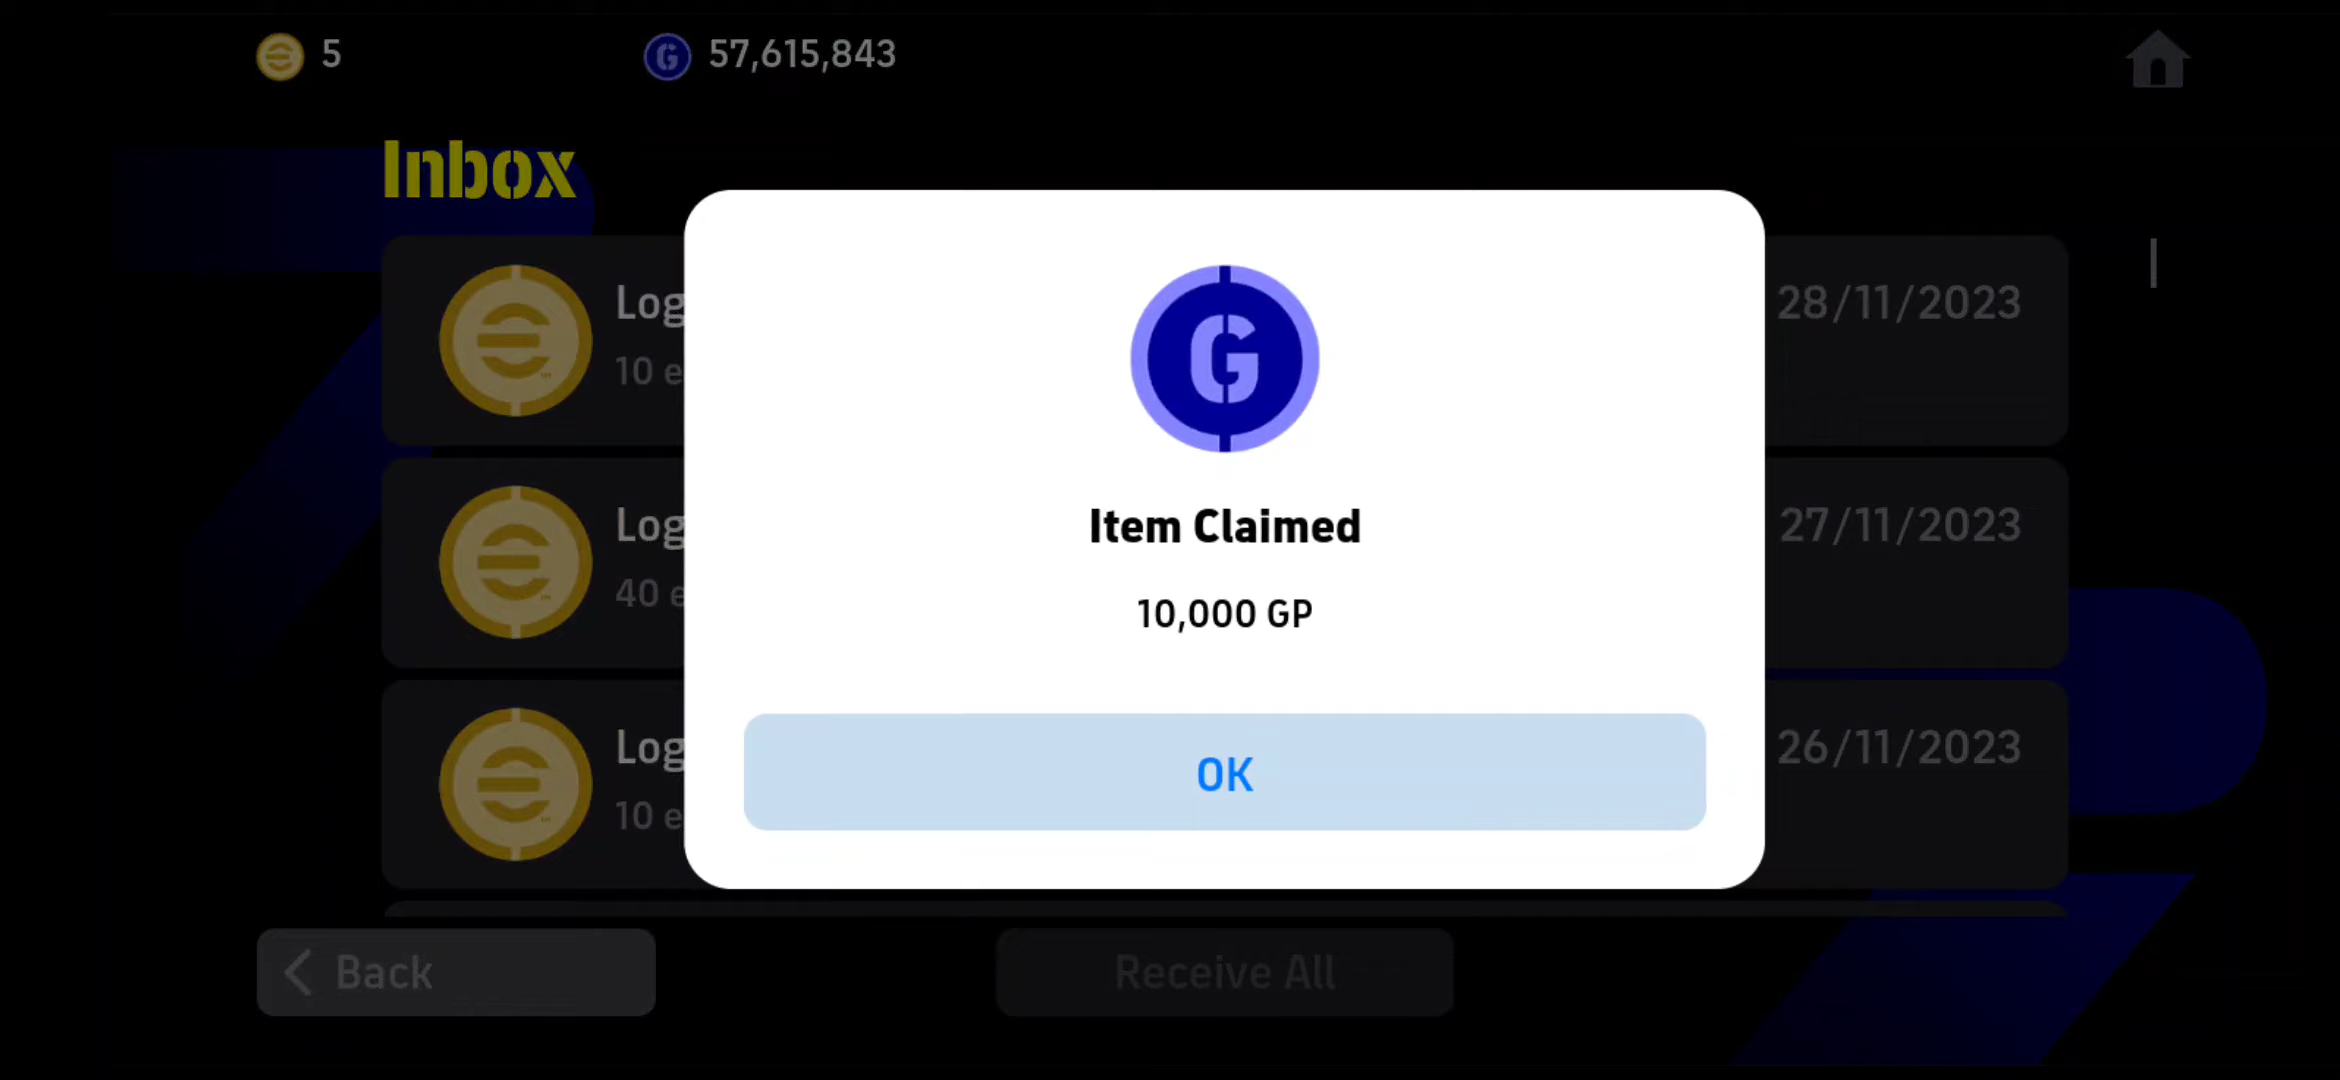 5
57,615,843
Inbox
Log
10 e
28/11/2023
Log
40 e
27/11/2023
Log
10 e
26/11/2023
G
Item Claimed
10,000 GP
OK
Back
Receive All